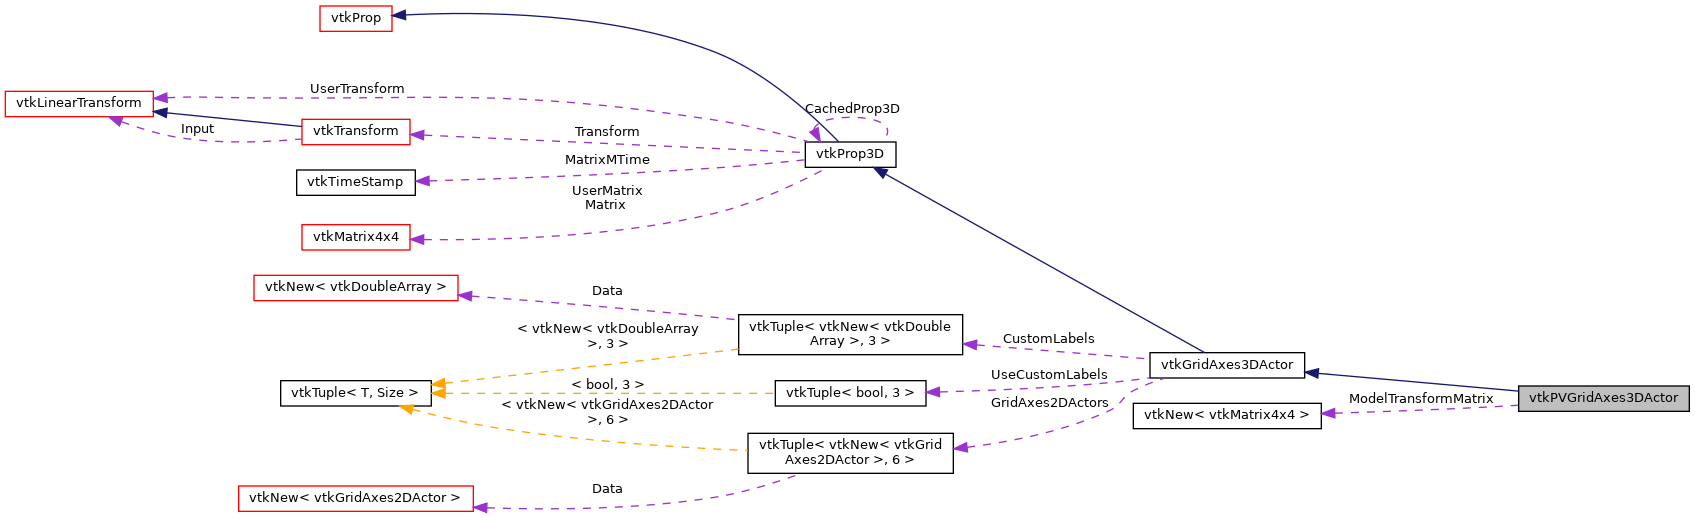 vtkProp
UserTransform
vtkLinearTransform
CachedProp3D
Input
vtkTransform
Transform
vtkProp3D
MatrixMTime
vtkTimeStamp
UserMatrix
Matrix
vtkMatrix4x4
vtkNew< vtkDoubleArray >
Data
< vtkNew< vtkDoubleArray
>, 3 >
vtkTuple< vtkNew< vtkDouble
Array >, 3 >
CustomLabels
vtkGridAxes3DActor
UseCustomLabels
vtkTuple< T, Size >
< bool, 3 >
vtkTuple< bool, 3 >
ModelTransformMatrix
vtkPVGridAxes3DActor
< vtkNew< vtkGridAxes2DActor
>, 6 >
GridAxes2DActors
vtkNew< vtkMatrix4x4 >
vtkTuple< vtkNew< vtkGrid
Axes2DActor >, 6 >
Data
vtkNew< vtkGridAxes2DActor >